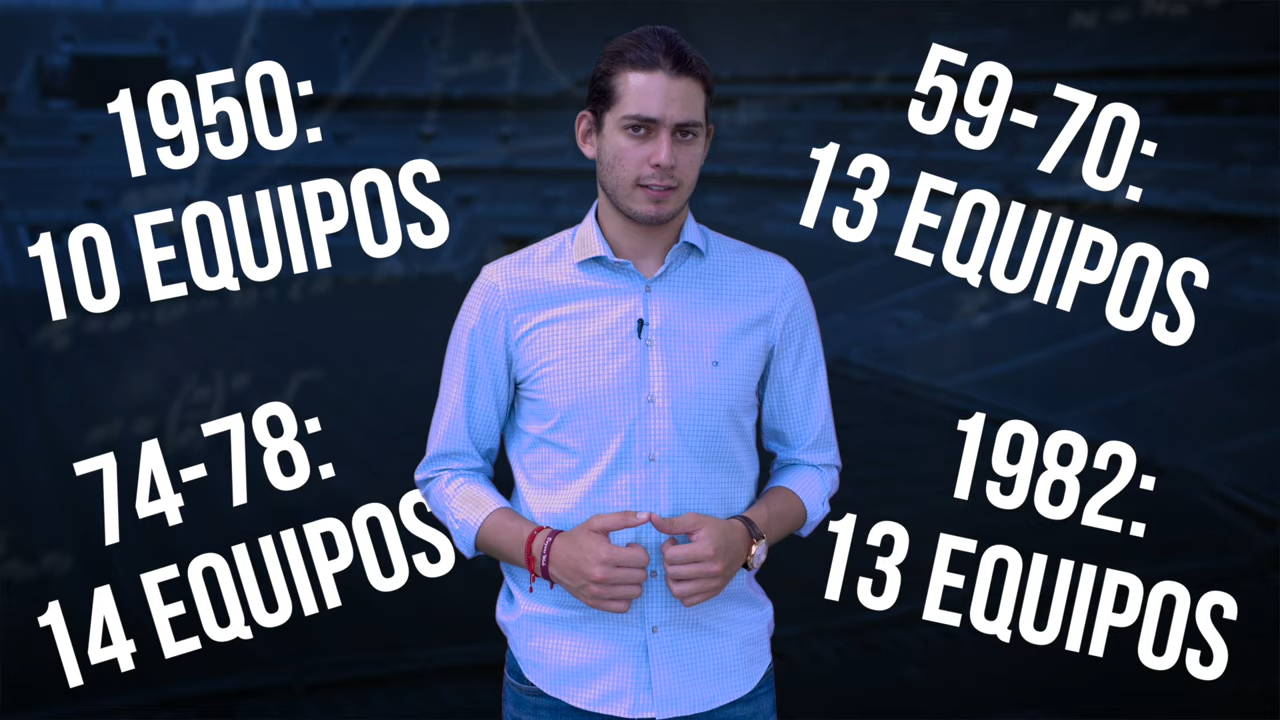 1950:
10 EQUIPOS
59-70:
13 EQUIPOS
74-78:
14 EQUIPOS
1982:
13 EQUIPOS